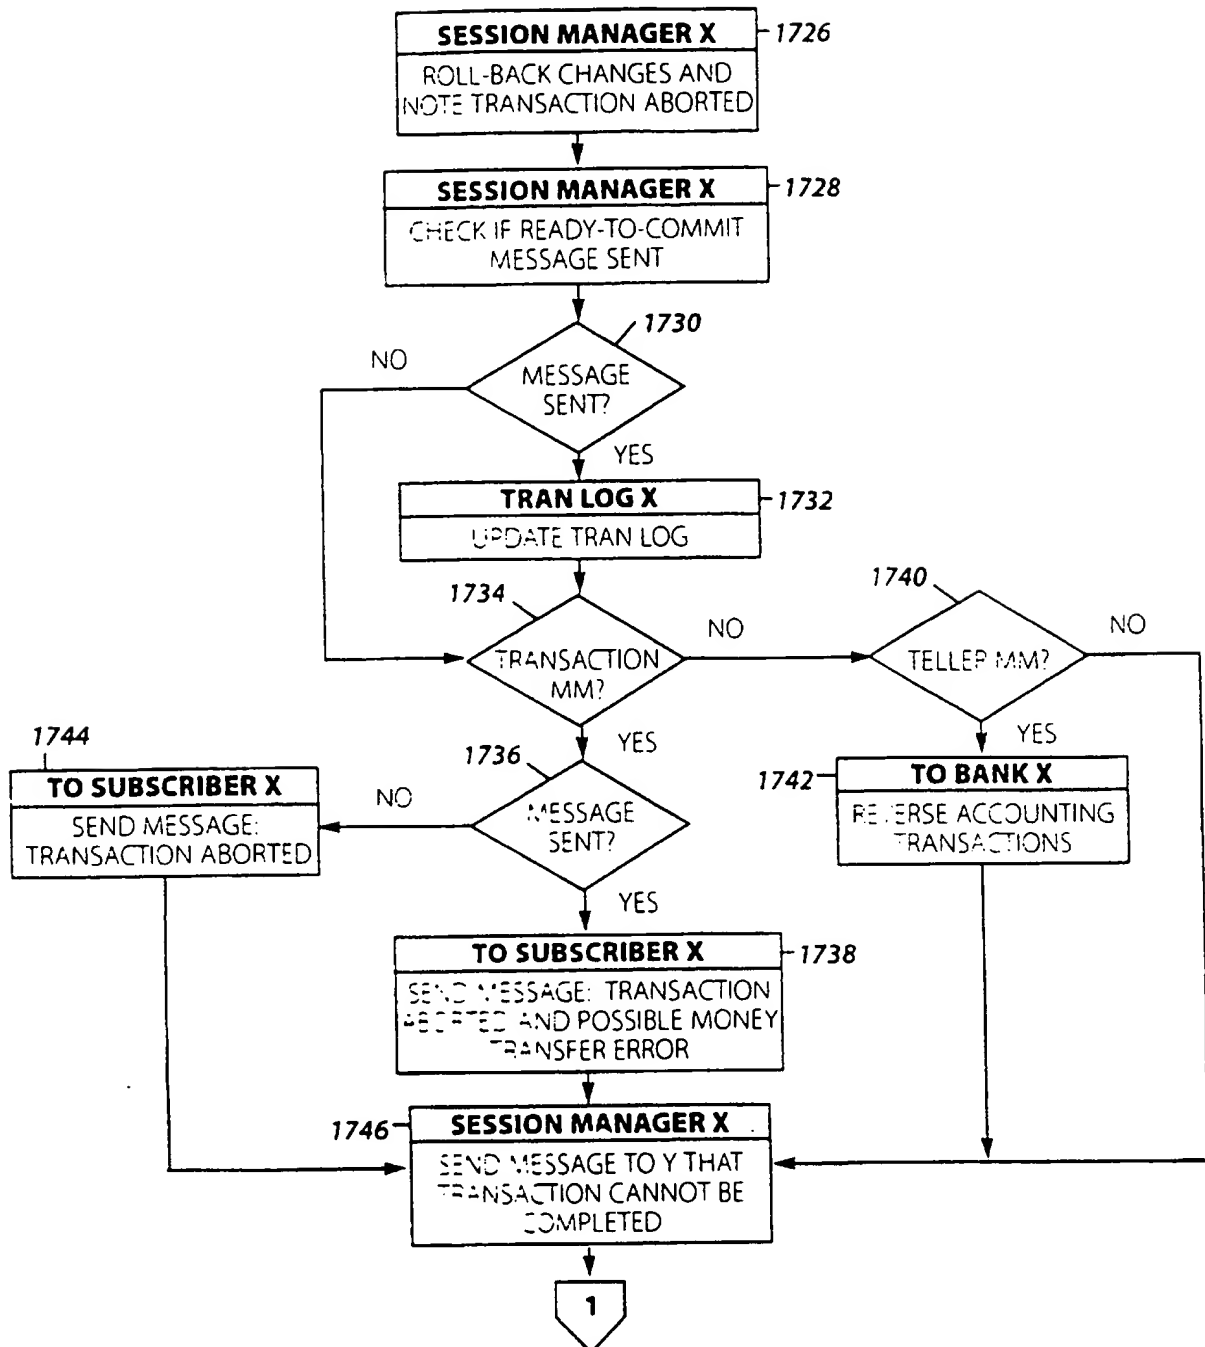 SESSION MANAGER X
1726
ROLL-BACK CHANGES AND
NOTE TRANSACTION ABORTED
SESSION MANAGER X
1728
CHECK IF READY-TO-COMMIT
MESSAGE SENT
1730
NO
MESSAGE
SENT?
YES
TRAN LOG X
1732
UPDATE TRAN LOG
1734
1740
NO
NO
TRANSACTION
MM?
TELLER MM?
YES
YES
1744
1736
TO SUBSCRIBER X
NO
1742
TO BANK X
SEND MESSAGE:
TRANSACTION ABORTED
MESSAGE
SENT?
REVERSE ACCOUNTING
TRANSACTIONS
YES
TO SUBSCRIBER X
1738
SEND MESSAGE: TRANSACTION
ABORTED AND POSSIBLE MONEY
TRANSFER ERROR
1746
SESSION MANAGER X
SEND MESSAGE TO Y THAT
TRANSACTION CANNOT BE
COMPLETED
1